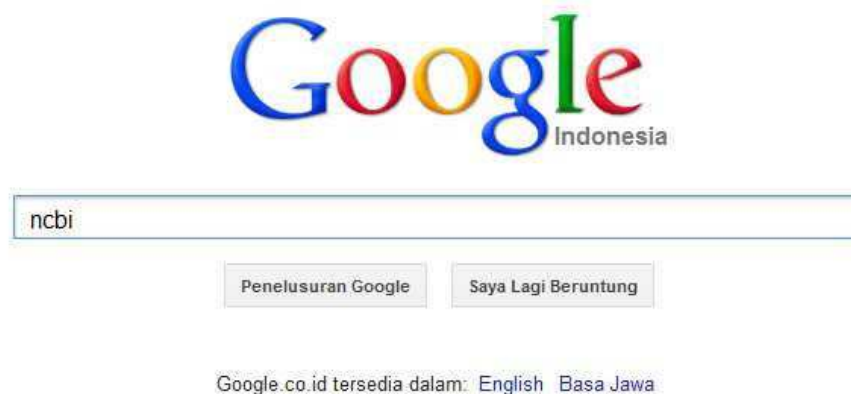 Google
Indonesia
ncbi
Penelusuran Google Saya Lagi Beruntung
Google.co.id tersedia dalam: English Basa Jawa